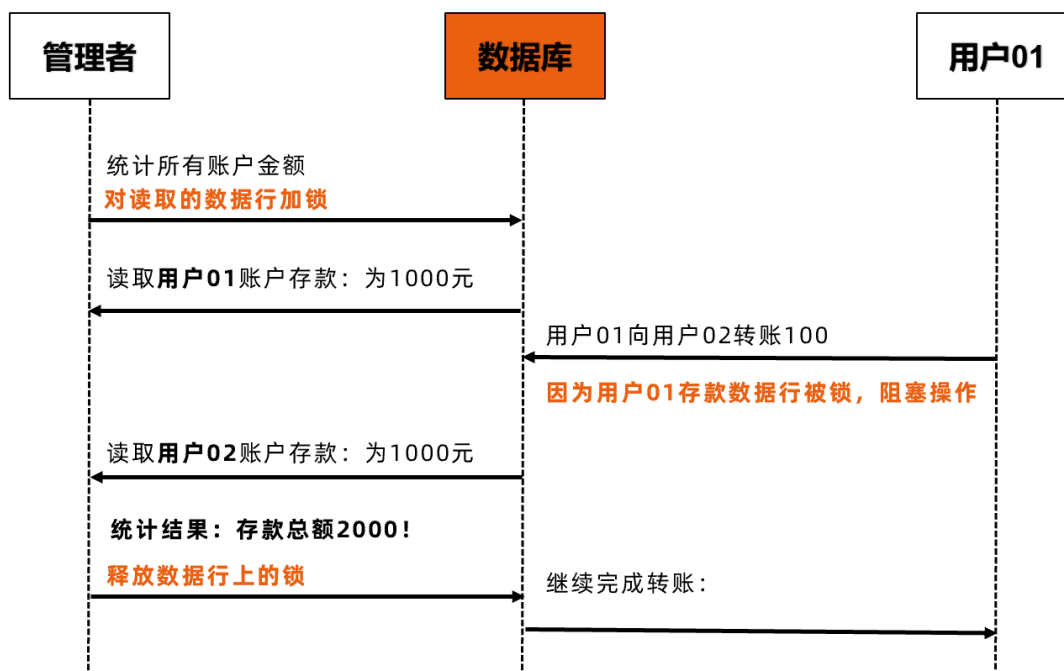 管理者
数据库
用户01
统计所有账户金额
对读取的数据行加锁
读取用户01账户存款：为1000元
用户01向用户02转账100
因为用户01存款数据行被锁，阻塞操作
读取用户02账户存款：为1000元
统计结果：存款总额2000！
释放数据行上的锁
继续完成转账：